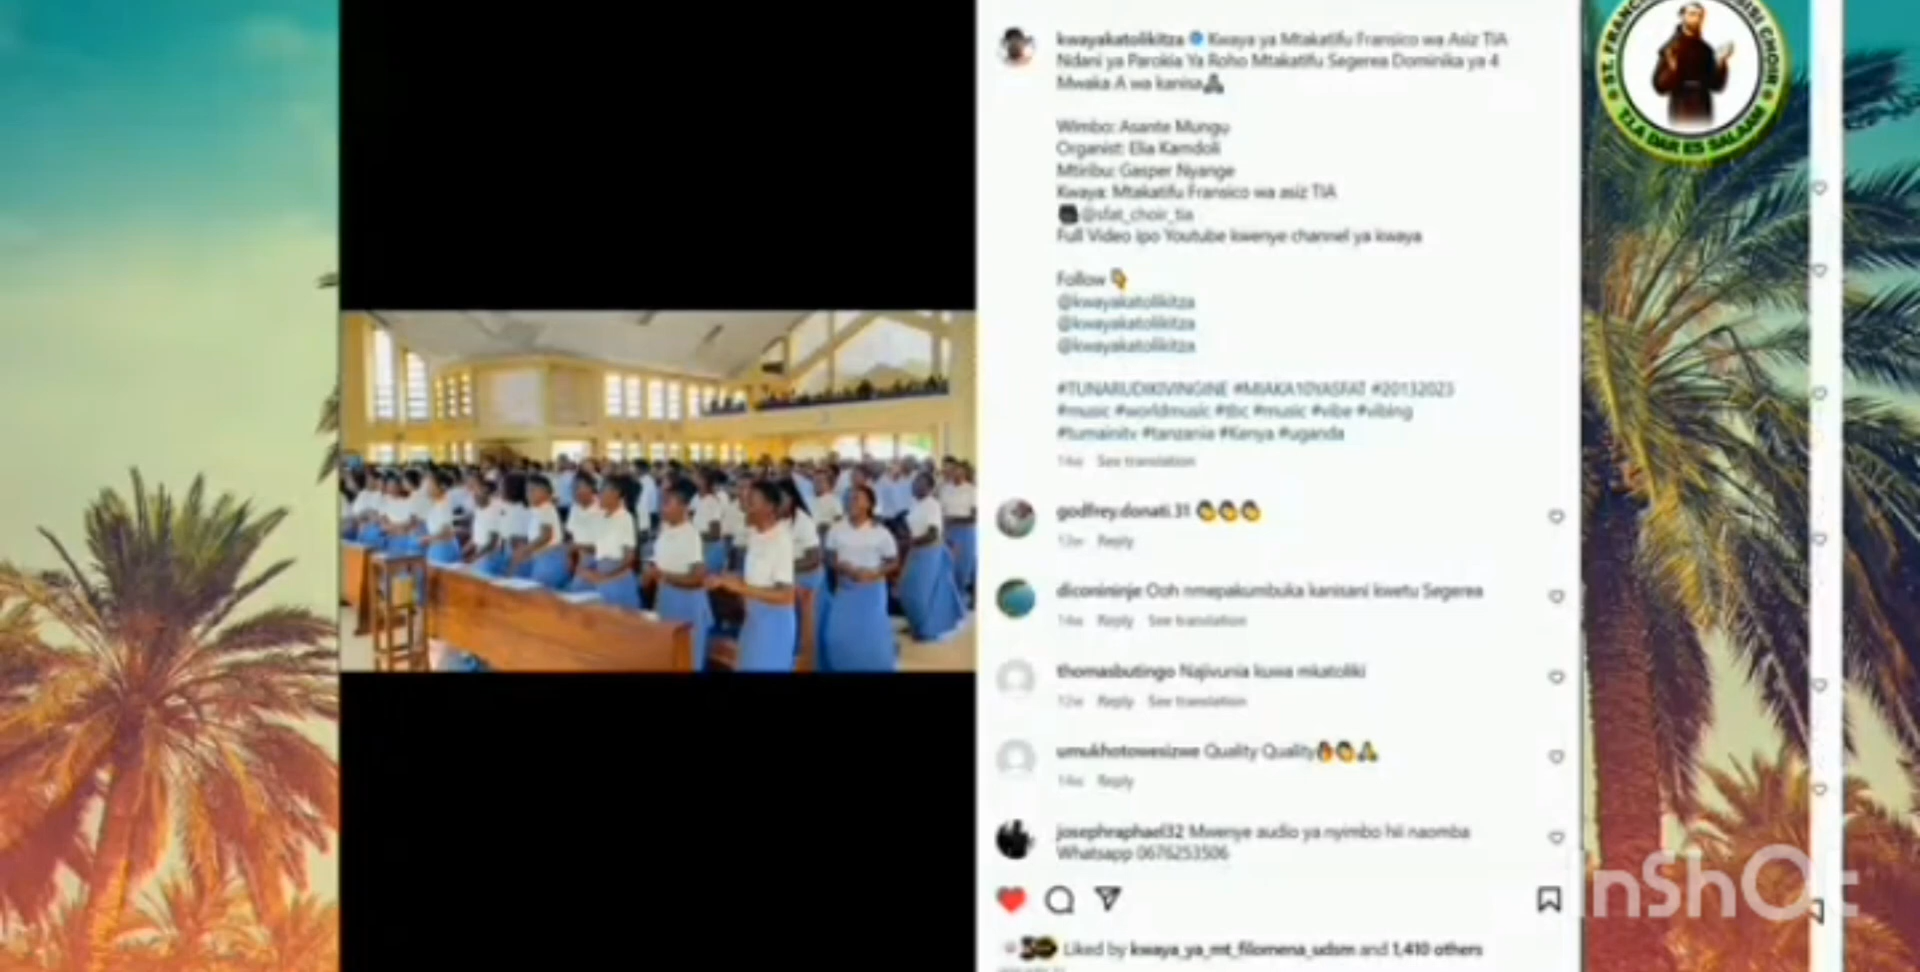 kwayakatolikitza Kwaya ya Mtakatifu Fransico wa Asiz TIA
Ndani ya Parokia Ya Roho Mtakatifu Segerea Dominika ya 4
Mwaka A wa kanisa🙏
Wimbo: Asante Mungu
Organist: Elia Kamdoli
Mtiribu: Gasper Nyange
Kwaya: Mtakatifu Fransico wa asiz TIA
@sfat_choir_tia
Full Video ipo Youtube kwenye channel ya kwaya
Follow 👇
@kwayakatolikitza
@kwayakatolikitza
@kwayakatolikitza
#TUNARUDIKIVINGINE #MIAKA10YASFAT #20132023
#music #worldmusic #tbc #music #vibe #vibing
#tumainitv #tanzania #Kenya #uganda
14w See translation
godfrey.donati.31 👏👏👏
12w Reply
diconininje Ooh nmepakumbuka kanisani kwetu Segerea
14w Reply See translation
thomasbutingo Najivunia kuwa mkatoliki
12w Reply See translation
umukhotowesizwe Quality Quality🔥👏🙏
14w Reply
josephraphael32 Mwenye audio ya nyimbo hii naomba
Whatsapp 0676253506
Liked by kwaya_ya_mt_filomena_udsm and 1,410 others
ST. FRANCIS CHOIR
T.I.A DAR ES SALAAM
InShOt